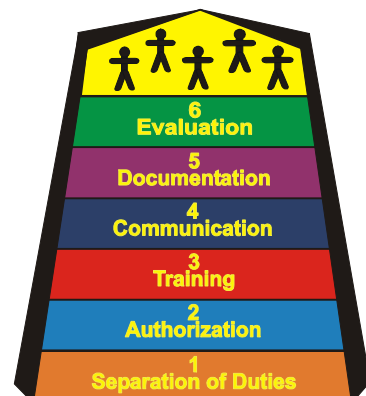 6
Evaluation
5
Documentation
4
Communication
3
Training
2
Authorization
1
Separation of Duties